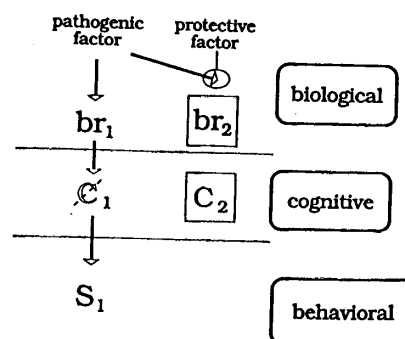 pathogenic factor
protective factor
biological
br₁
br₂
C₁
C₂
cognitive
S₁
behavioral